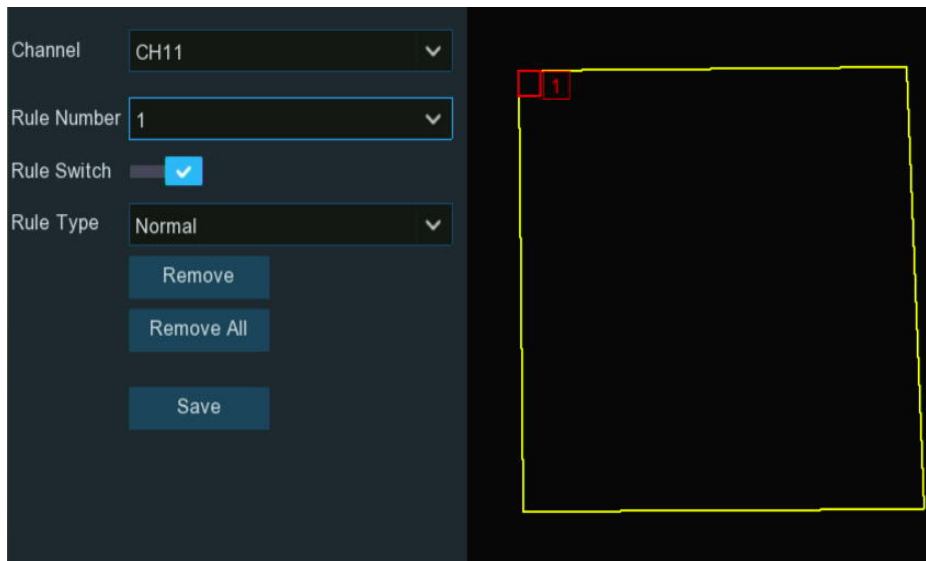 Channel CH11
Rule Number 1
Rule Switch
Rule Type Normal
Remove
Remove All
Save
1